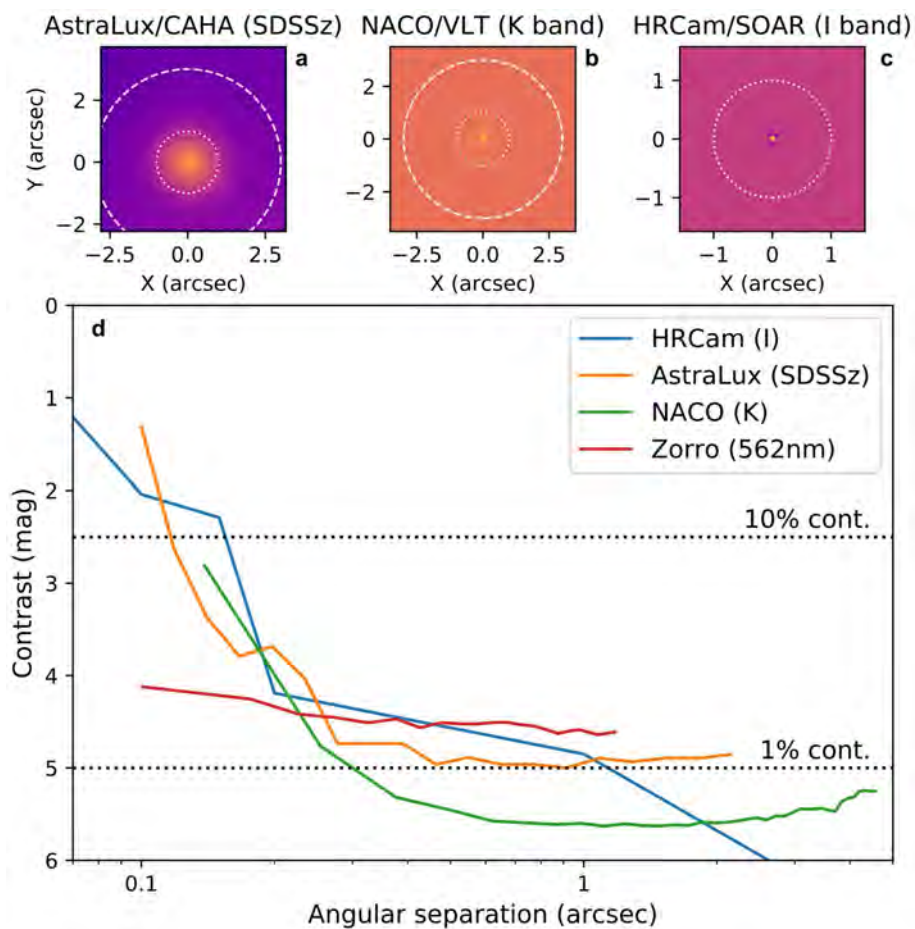 AstraLux/CAHA (SDSSz)
NACO/VLT (K band)
HRCam/SOAR (I band)
a
b
c
Y (arcsec)
2
0
−2
2
0
−2
1
0
−1
−2.5 0.0 2.5
−2.5 0.0 2.5
−1 0 1
X (arcsec)
X (arcsec)
X (arcsec)
d
HRCam (I)
AstraLux (SDSSz)
NACO (K)
Zorro (562nm)
10% cont.
1% cont.
Contrast (mag)
0
1
2
3
4
5
6
0.1 1
Angular separation (arcsec)